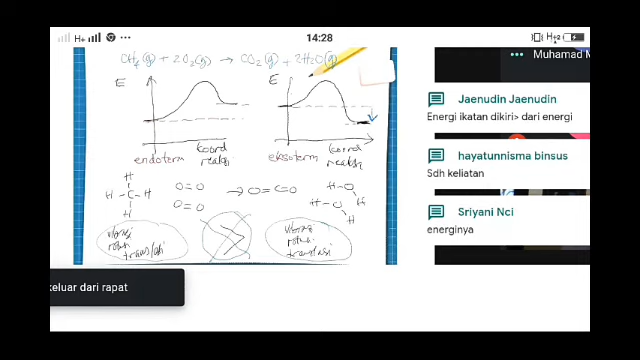 H+
14:28
H+2
CH4(g) + 2O2(g) → CO2(g) + 2H2O(g)
E
E
koord
reaksi
koord
reaksi
endoterm
eksoterm
H
H-C-H
H
O=O
O=O
→ O=C=O
H-O
H
H-O
H
vibrasi
rotasi
translasi
>
vibrasi
rotasi
translasi
keluar dari rapat
Muhamad M
Jaenudin Jaenudin
Energi ikatan dikiri> dari energi
hayatunnisma binsus
Sdh keliatan
Sriyani Nci
energinya